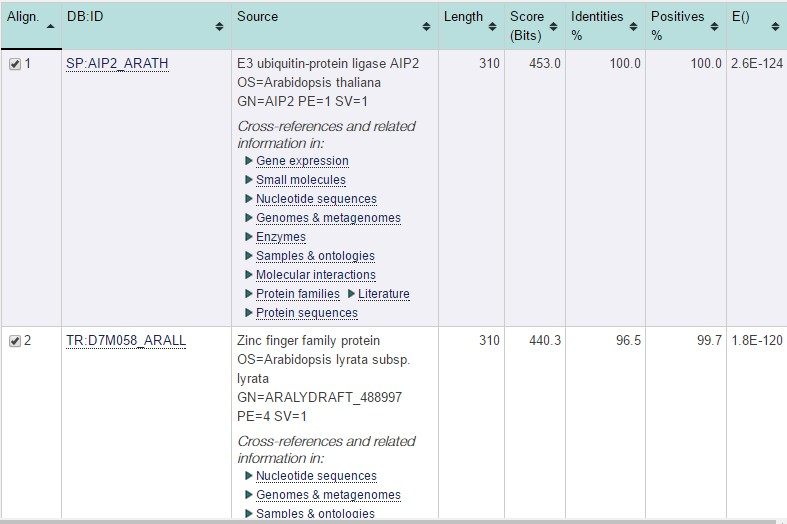 Align. DB:ID Source Length Score (Bits) Identities % Positives % E()
1 SP:AIP2_ARATH E3 ubiquitin-protein ligase AIP2 310 453.0 100.0 100.0 2.6E-124
OS=Arabidopsis thaliana
GN=AIP2 PE=1 SV=1
Cross-references and related
information in:
Gene expression
Small molecules
Nucleotide sequences
Genomes & metagenomes
Enzymes
Samples & ontologies
Molecular interactions
Protein families Literature
Protein sequences
2 TR:D7M058_ARALL Zinc finger family protein 310 440.3 96.5 99.7 1.8E-120
OS=Arabidopsis lyrata subsp.
lyrata
GN=ARALYDRAFT_488997
PE=4 SV=1
Cross-references and related
information in:
Nucleotide sequences
Genomes & metagenomes
Samples & ontologies